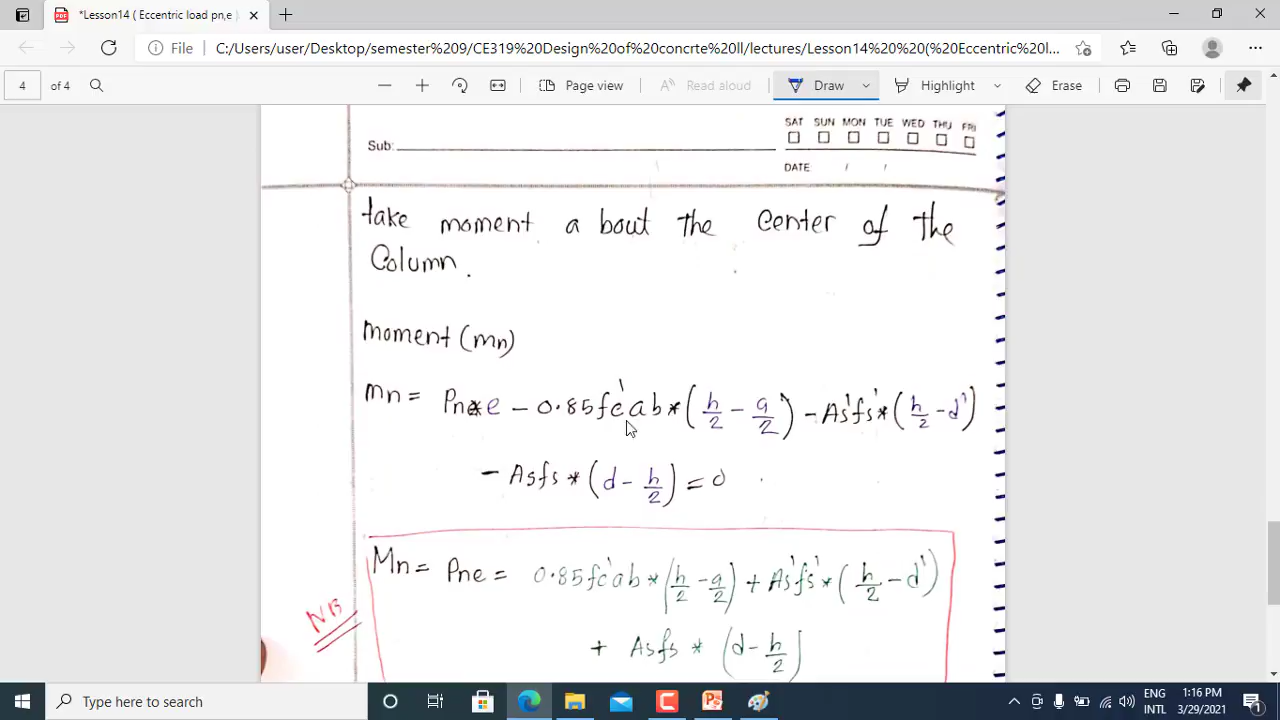 *Lesson14 ( Eccentric load pn,e )
File C:/Users/user/Desktop/semester%209/CE319%20Design%20of%20concrte%20ll/lectures/Lesson14%20%20(%20Eccentric%20l...
4 of 4 Page view Read aloud Draw Highlight Erase
SAT SUN MON TUE WED THU FRI
Sub:
DATE / /
take moment a bout the Center of the
Column.
moment (mn)
mn = Pn*e - 0.85fc'ab*(h/2 - a/2) - As'fs'*(h/2 - d')
- Asfs*(d - h/2) = 0
Mn = Pne = 0.85fc'ab*(h/2 - a/2) + As'fs'*(h/2 - d')
NB
+ Asfs * (d - h/2)
Type here to search
ENG 1:16 PM
INTL 3/29/2021